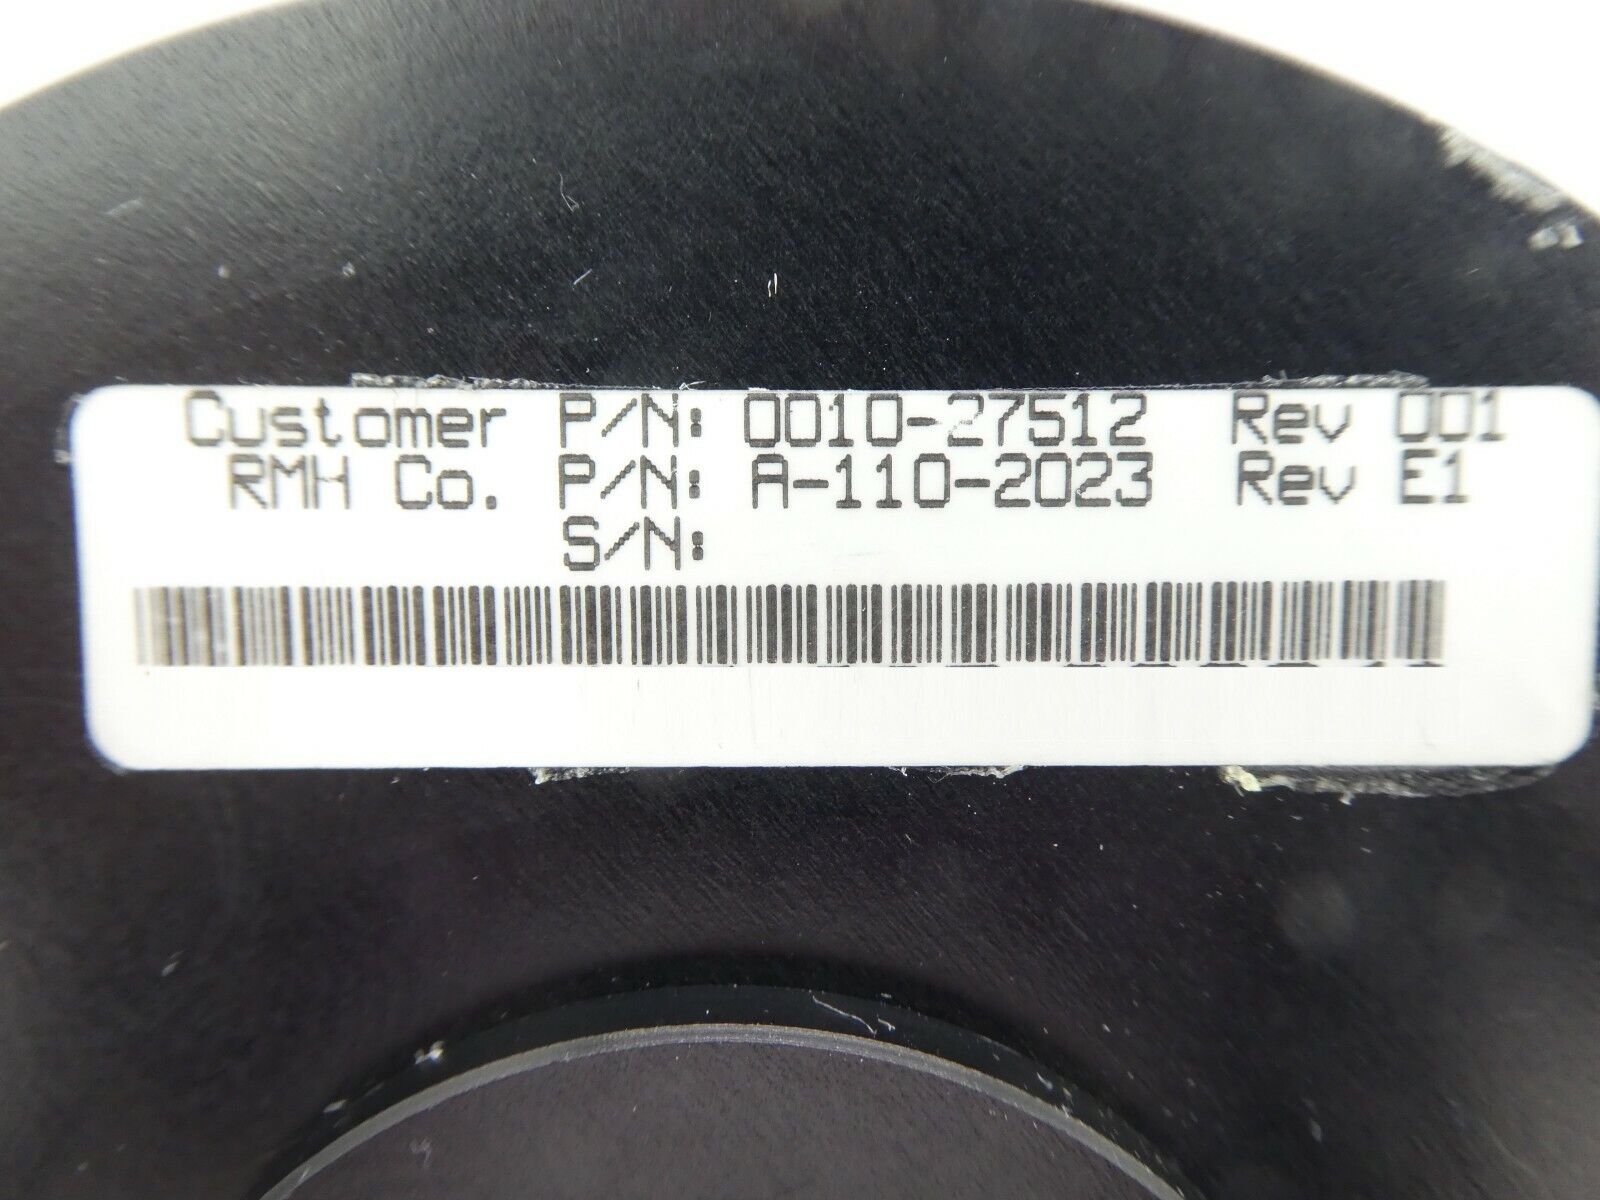 Customer P/N: 0010-27512 Rev 001
RMH Co. P/N: A-110-2023 Rev E1
S/N: